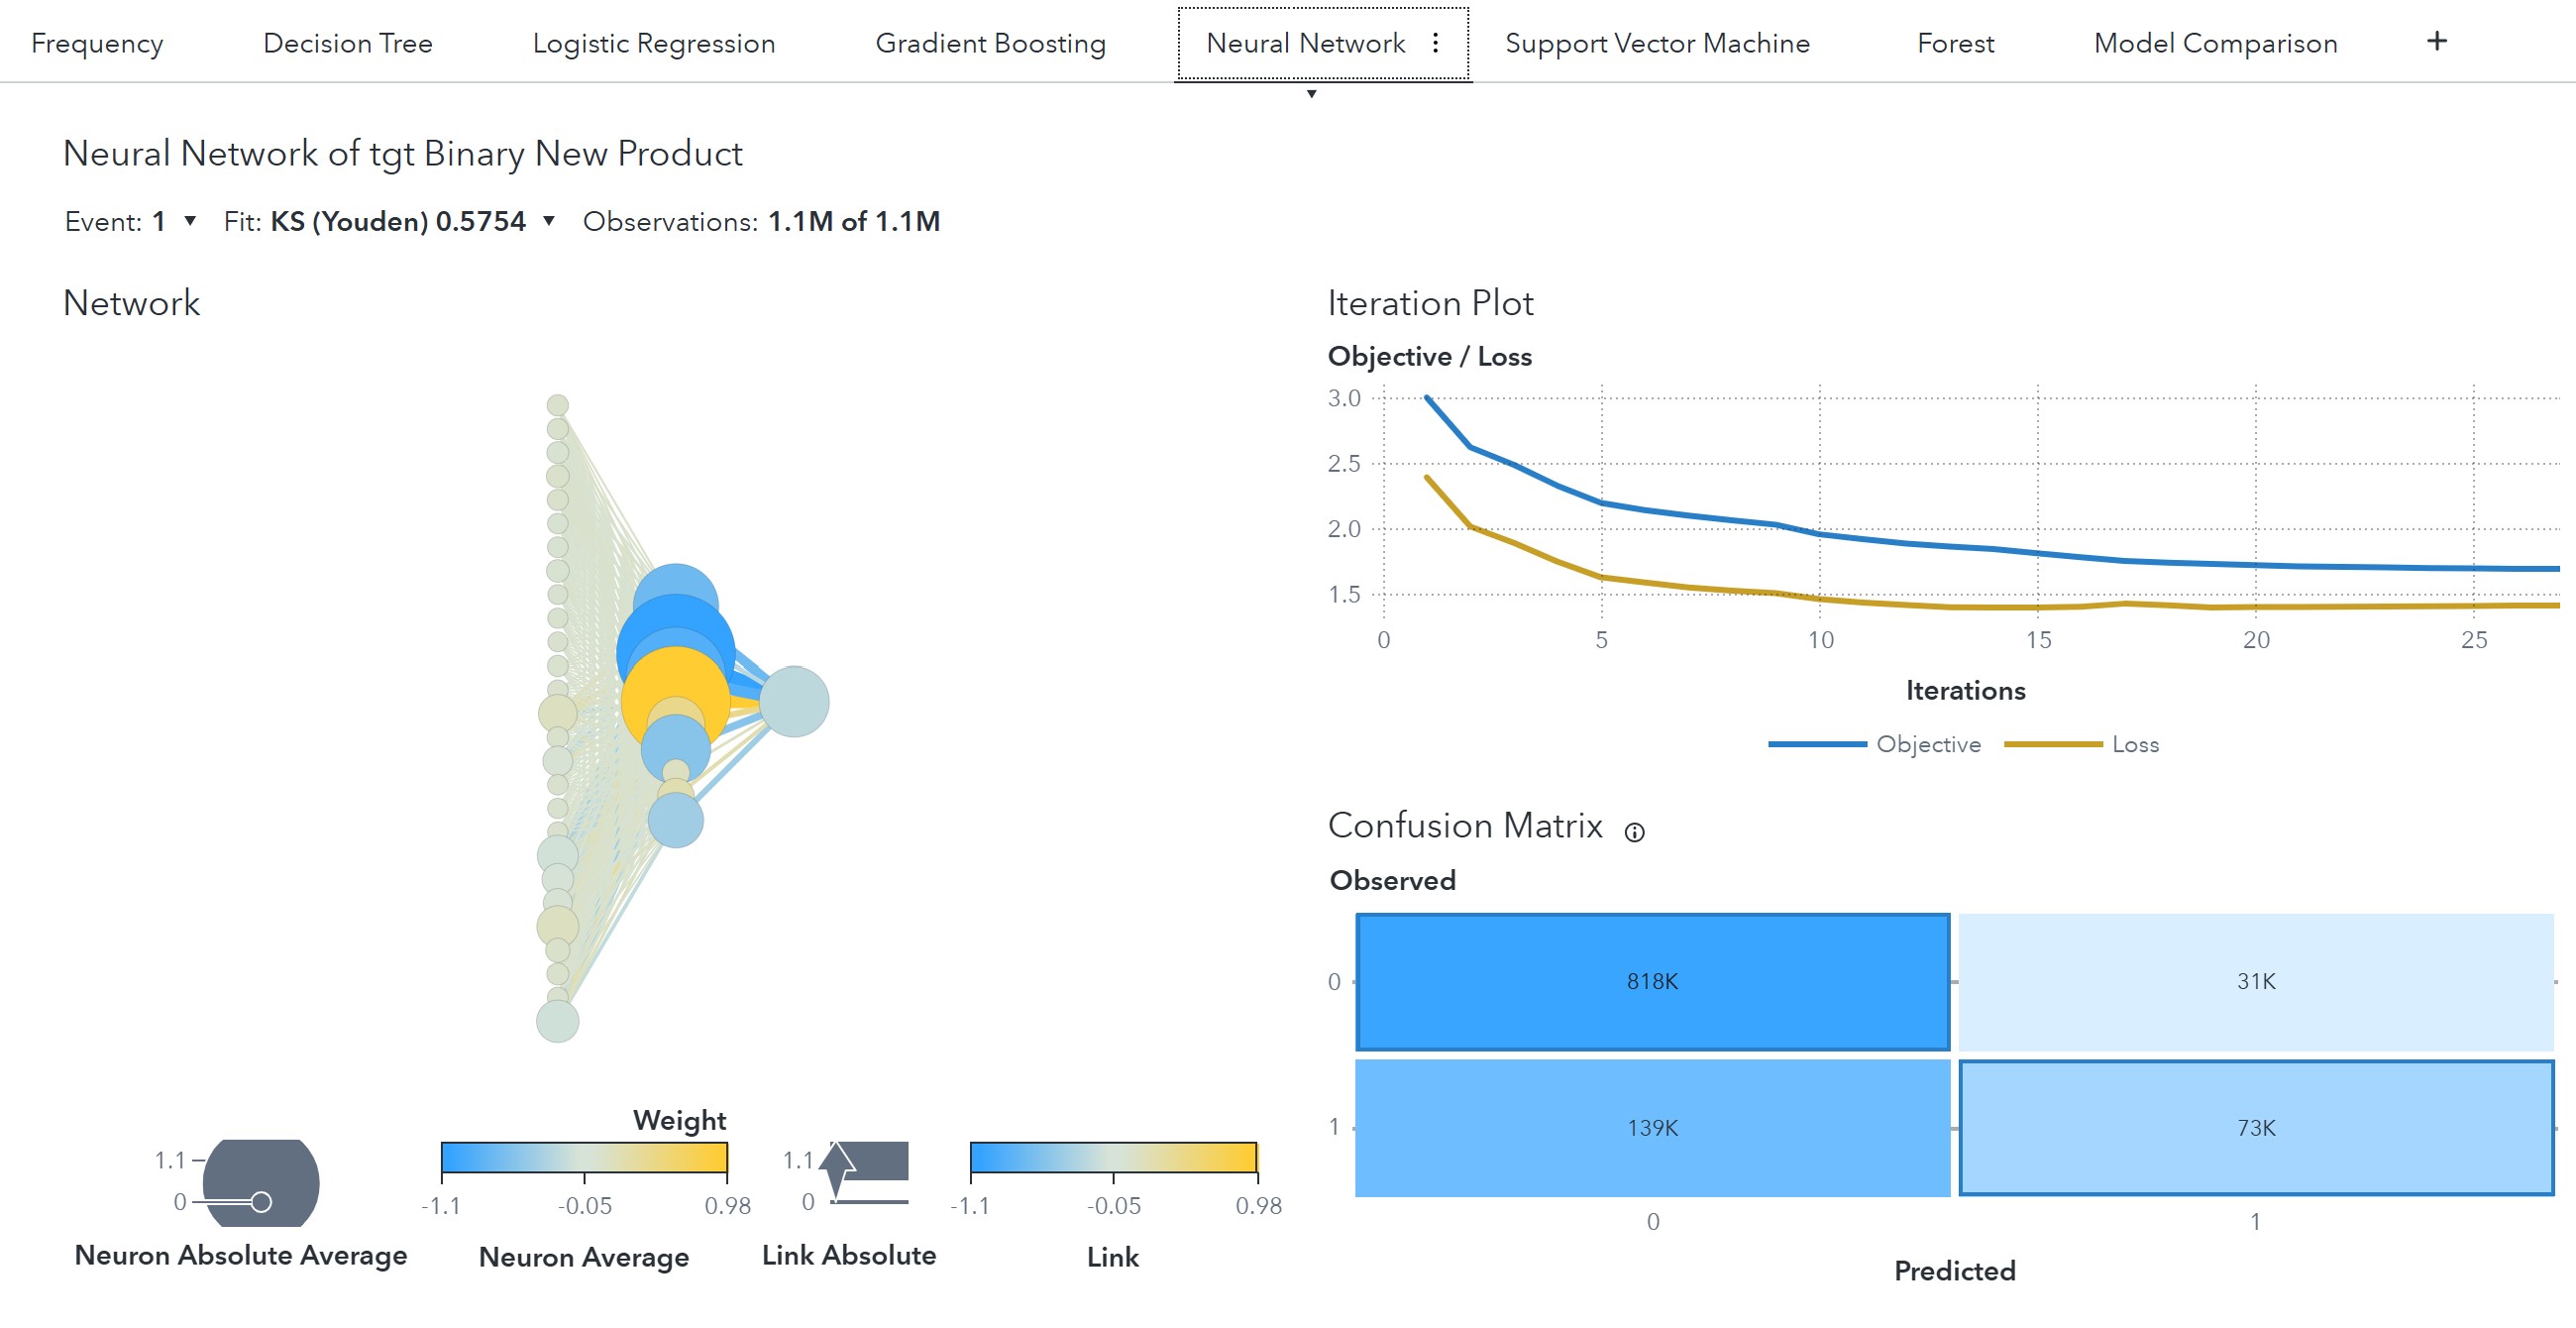 Frequency Decision Tree Logistic Regression Gradient Boosting Neural Network Support Vector Machine Forest Model Comparison +
Neural Network of tgt Binary New Product
Event: 1 Fit: KS (Youden) 0.5754 Observations: 1.1M of 1.1M
Network
Weight
1.1
0
Neuron Absolute Average
-1.1 -0.05 0.98
Neuron Average
1.1
0
Link Absolute
-1.1 -0.05 0.98
Link
Iteration Plot
Objective / Loss
3.0
2.5
2.0
1.5
0 5 10 15 20 25
Iterations
Objective Loss
Confusion Matrix
Observed
0 818K 31K
1 139K 73K
0 1
Predicted